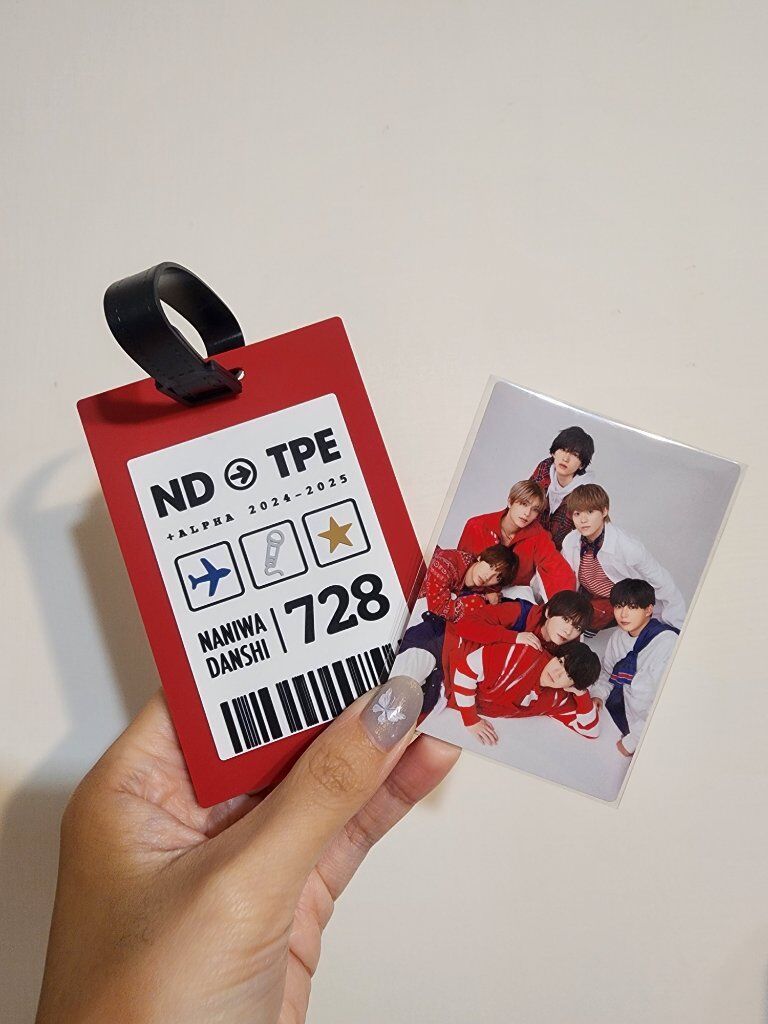 ND → TPE
+ALPHA 2024-2025
NANIWA
DANSHI
728